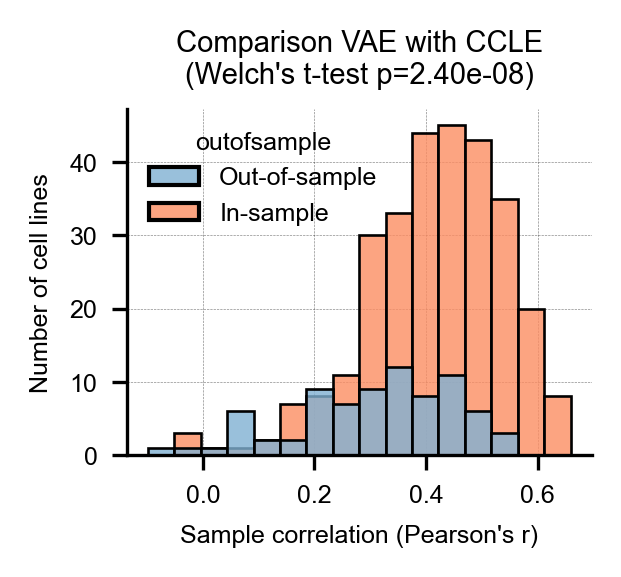 Comparison VAE with CCLE
(Welch's t-test p=2.40e-08)
outofsample
Out-of-sample
In-sample
Number of cell lines
40
30
20
10
0
0.0 0.2 0.4 0.6
Sample correlation (Pearson's r)